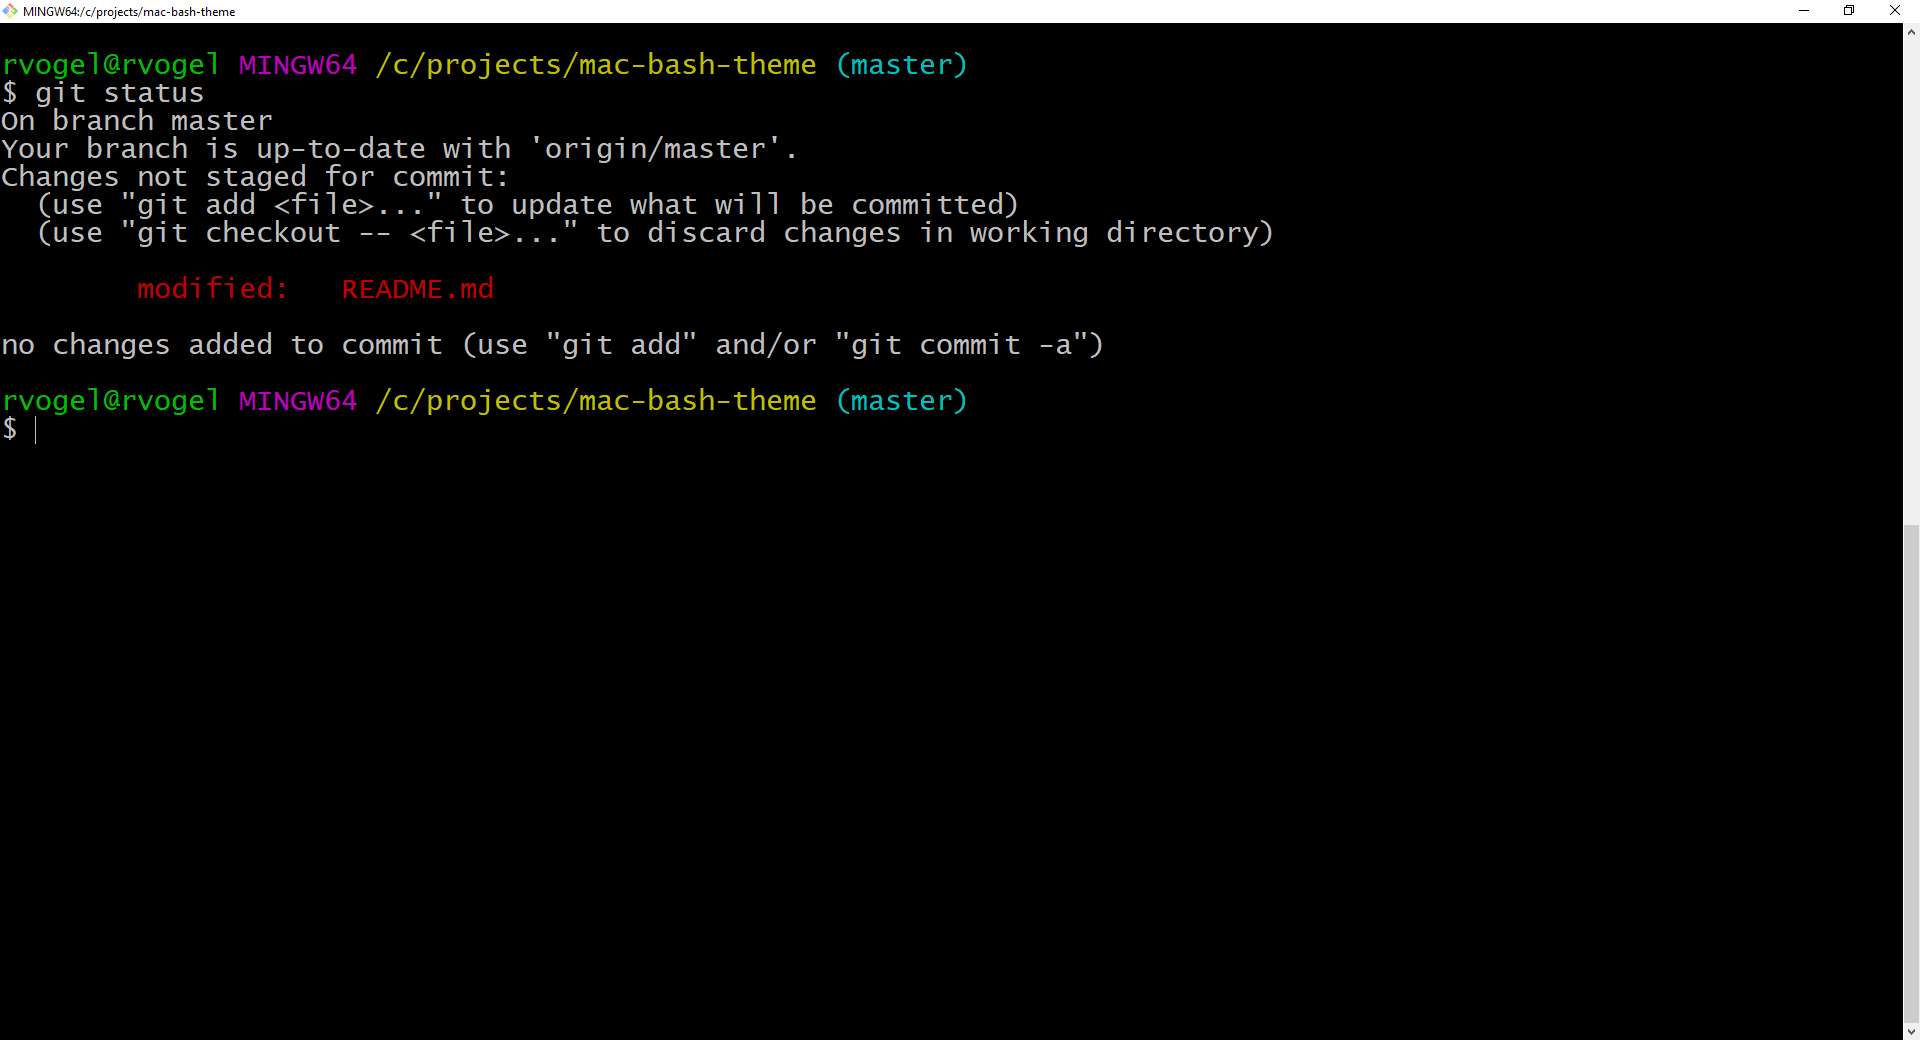 MINGW64:/c/projects/mac-bash-theme
rvogel@rvogel MINGW64 /c/projects/mac-bash-theme (master)
$ git status
On branch master
Your branch is up-to-date with 'origin/master'.
Changes not staged for commit:
  (use "git add <file>..." to update what will be committed)
  (use "git checkout -- <file>..." to discard changes in working directory)
        modified:   README.md
no changes added to commit (use "git add" and/or "git commit -a")
rvogel@rvogel MINGW64 /c/projects/mac-bash-theme (master)
$